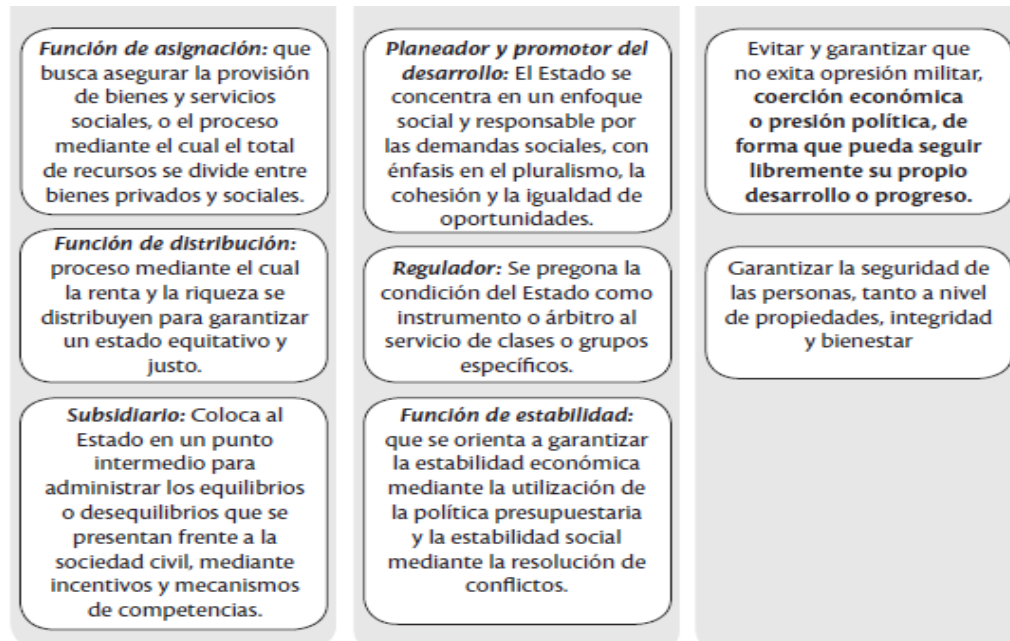 Función de asignación: que
busca asegurar la provisión
de bienes y servicios
sociales, o el proceso
mediante el cual el total
de recursos se divide entre
bienes privados y sociales.
Función de distribución:
proceso mediante el cual
la renta y la riqueza se
distribuyen para garantizar
un estado equitativo y
justo.
Subsidiario: Coloca al
Estado en un punto
intermedio para
administrar los equilibrios
o desequilibrios que se
presentan frente a la
sociedad civil, mediante
incentivos y mecanismos
de competencias.
Planeador y promotor del
desarrollo: El Estado se
concentra en un enfoque
social y responsable por
las demandas sociales, con
énfasis en el pluralismo, la
cohesión y la igualdad de
oportunidades.
Regulador: Se pregona la
condición del Estado como
instrumento o árbitro al
servicio de clases o grupos
específicos.
Función de estabilidad:
que se orienta a garantizar
la estabilidad económica
mediante la utilización de
la política presupuestaria
y la estabilidad social
mediante la resolución de
conflictos.
Evitar y garantizar que
no exita opresión militar,
coerción económica
o presión política, de
forma que pueda seguir
libremente su propio
desarrollo o progreso.
Garantizar la seguridad de
las personas, tanto a nivel
de propiedades, integridad
y bienestar